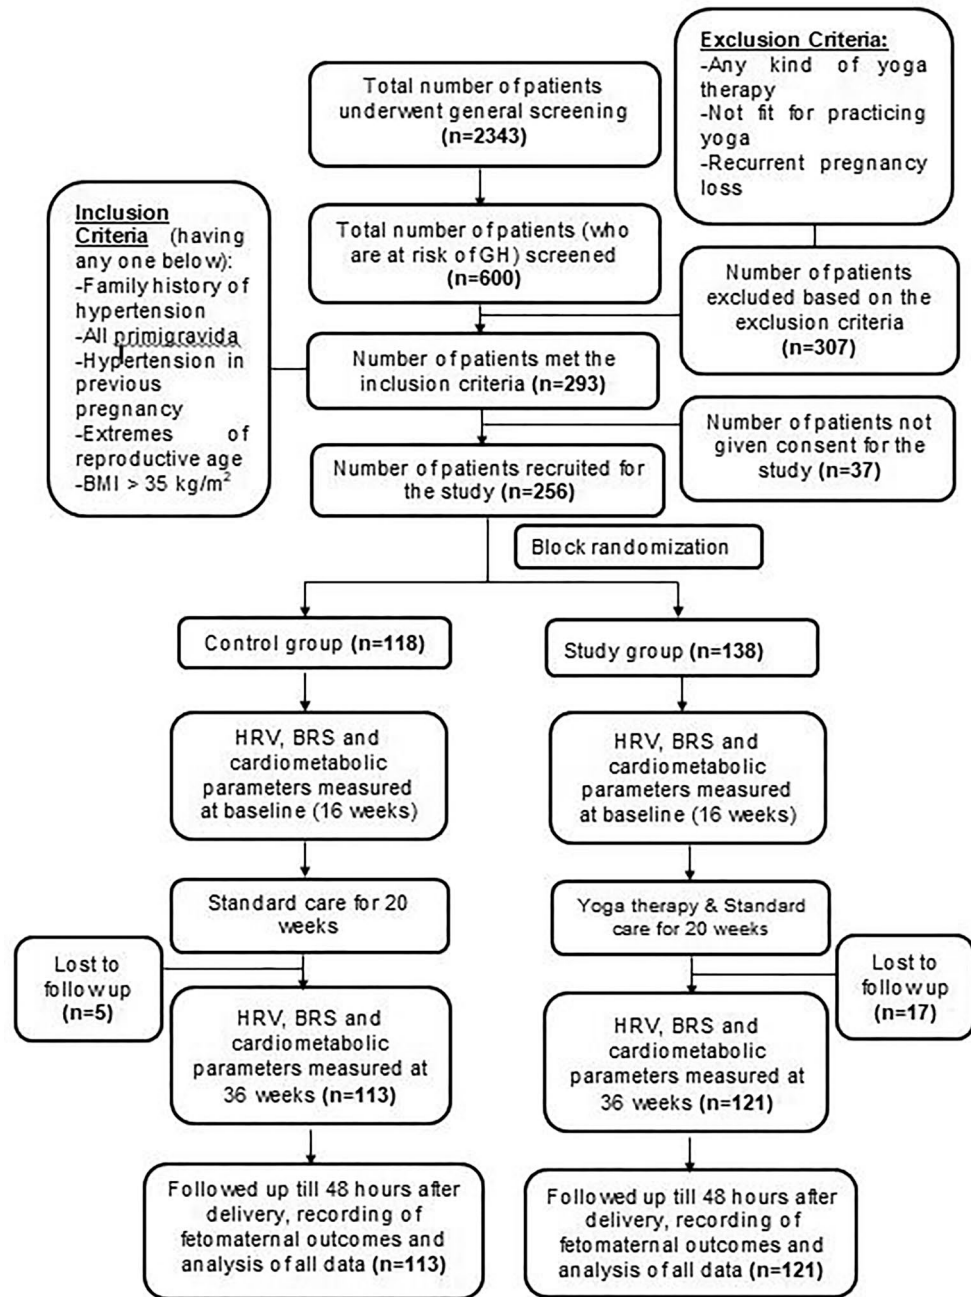 Total number of patients
underwent general screening
(n=2343)
Exclusion Criteria:
-Any kind of yoga
therapy
-Not fit for practicing
yoga
-Recurrent pregnancy
loss
Inclusion
Criteria (having
any one below):
-Family history of
hypertension
-All primigravida
-Hypertension in
previous
pregnancy
-Extremes of
reproductive age
-BMI > 35 kg/m²
Total number of patients (who
are at risk of GH) screened
(n=600)
Number of patients
excluded based on the
exclusion criteria
(n=307)
Number of patients met the
inclusion criteria (n=293)
Number of patients not
given consent for the
study (n=37)
Number of patients recruited for
the study (n=256)
Block randomization
Control group (n=118)
Study group (n=138)
HRV, BRS and
cardiometabolic
parameters measured
at baseline (16 weeks)
HRV, BRS and
cardiometabolic
parameters measured
at baseline (16 weeks)
Standard care for 20
weeks
Yoga therapy & Standard
care for 20 weeks
Lost to
follow up
(n=5)
Lost to
follow up
(n=17)
HRV, BRS and
cardiometabolic
parameters measured at
36 weeks (n=113)
HRV, BRS and
cardiometabolic
parameters measured at
36 weeks (n=121)
Followed up till 48 hours after
delivery, recording of
fetomaternal outcomes and
analysis of all data (n=113)
Followed up till 48 hours after
delivery, recording of
fetomaternal outcomes and
analysis of all data (n=121)